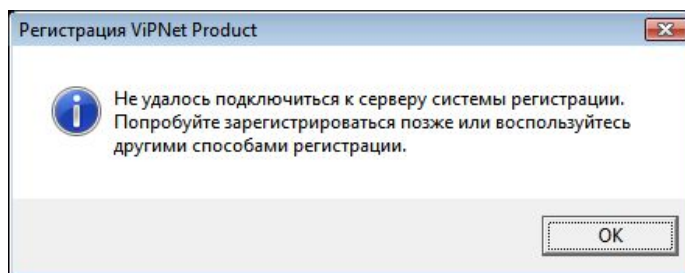 Регистрация ViPNet Product
Не удалось подключиться к серверу системы регистрации.
Попробуйте зарегистрироваться позже или воспользуйтесь
другими способами регистрации.
OK